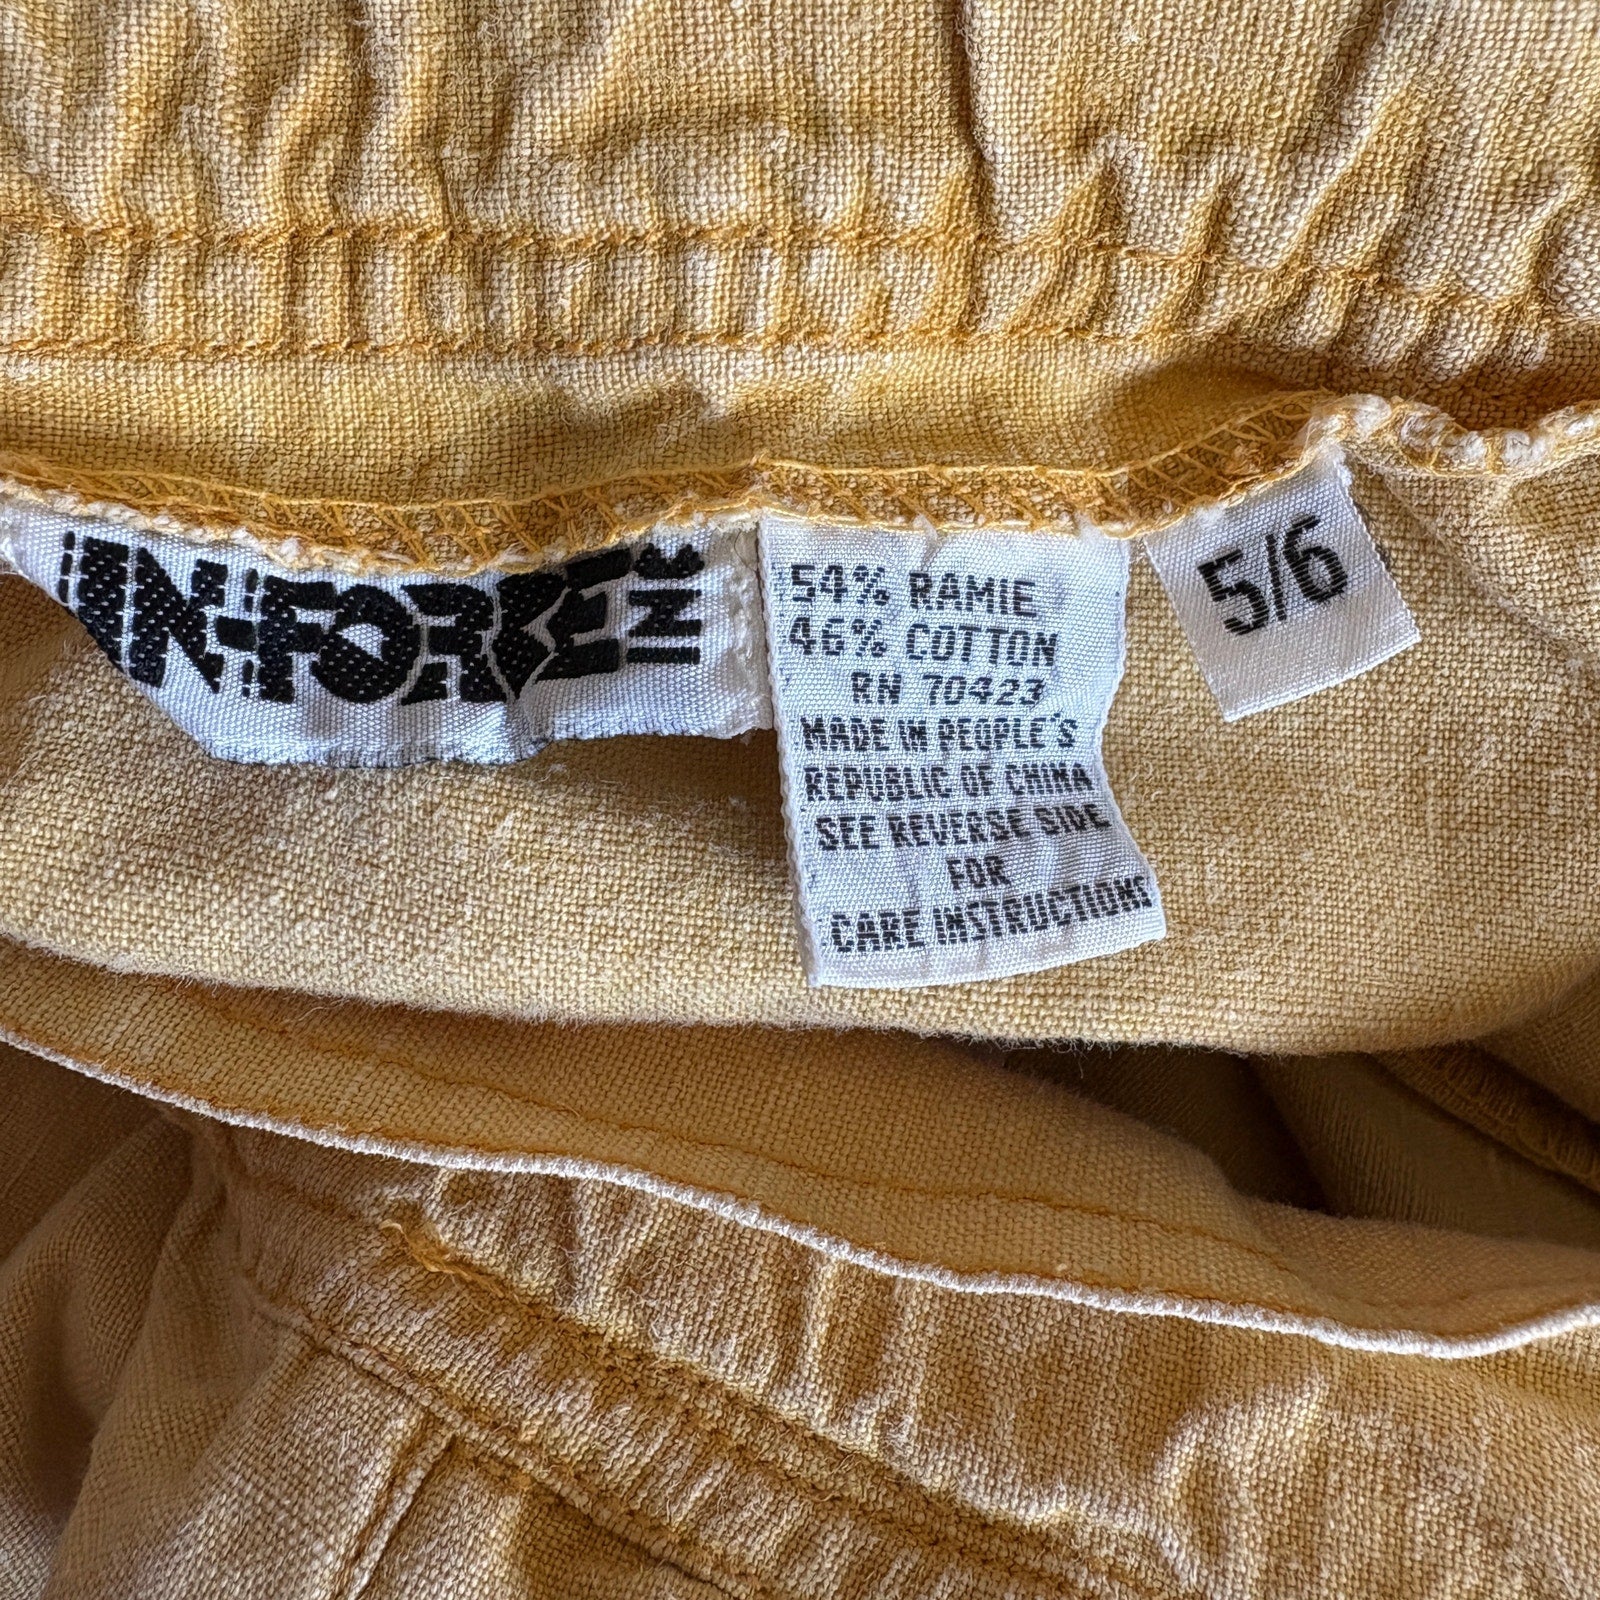 IN-FORCE INC
54% RAMIE
46% COTTON
RN 70423
MADE IN PEOPLE'S
REPUBLIC OF CHINA
SEE REVERSE SIDE
FOR
CARE INSTRUCTIONS
5/6